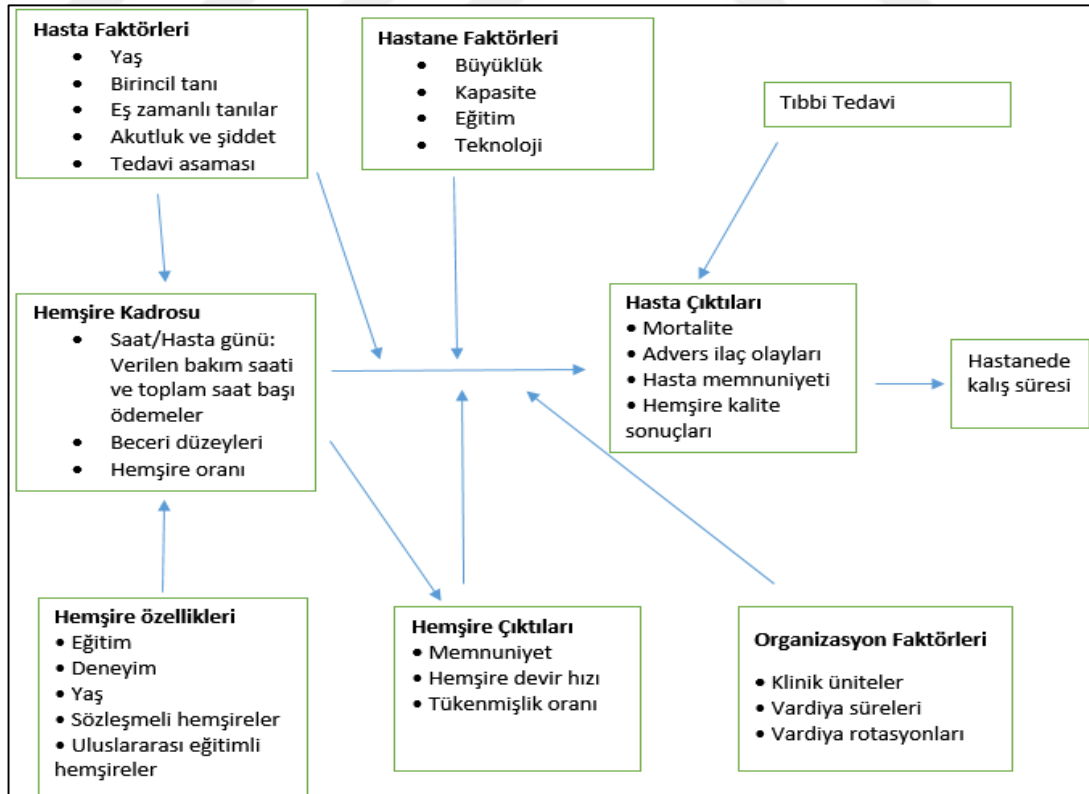 Hasta Faktörleri
• Yaş
• Birincil tanı
• Eş zamanlı tanılar
• Akutluk ve şiddet
• Tedavi asaması
Hastane Faktörleri
• Büyüklük
• Kapasite
• Eğitim
• Teknoloji
Tıbbi Tedavi
Hemşire Kadrosu
• Saat/Hasta günü:
Verilen bakım saati
ve toplam saat başı
ödemeler
• Beceri düzeyleri
• Hemşire oranı
Hasta Çıktıları
• Mortalite
• Advers ilaç olayları
• Hasta memnuniyeti
• Hemşire kalite
sonuçları
Hastanede
kalış süresi
Hemşire özellikleri
• Eğitim
• Deneyim
• Yaş
• Sözleşmeli hemşireler
• Uluslararası eğitimli
hemşireler
Hemşire Çıktıları
• Memnuniyet
• Hemşire devir hızı
• Tükenmişlik oranı
Organizasyon Faktörleri
• Klinik üniteler
• Vardiya süreleri
• Vardiya rotasyonları